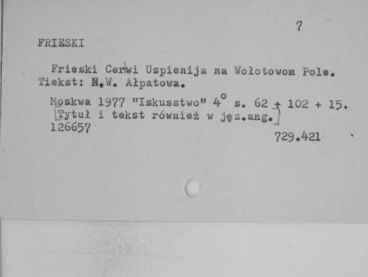 7
FRIESKI
Frieski Cerkwi Uspienija na Wołotowom Pole.
Tiekst: M.W. Ałpatowa.
Moskwa 1977 "Iskusstwo" 4° s. 62 + 102 + 15.
[Tytuł i tekst również w jęz.ang.]
126657
729.421